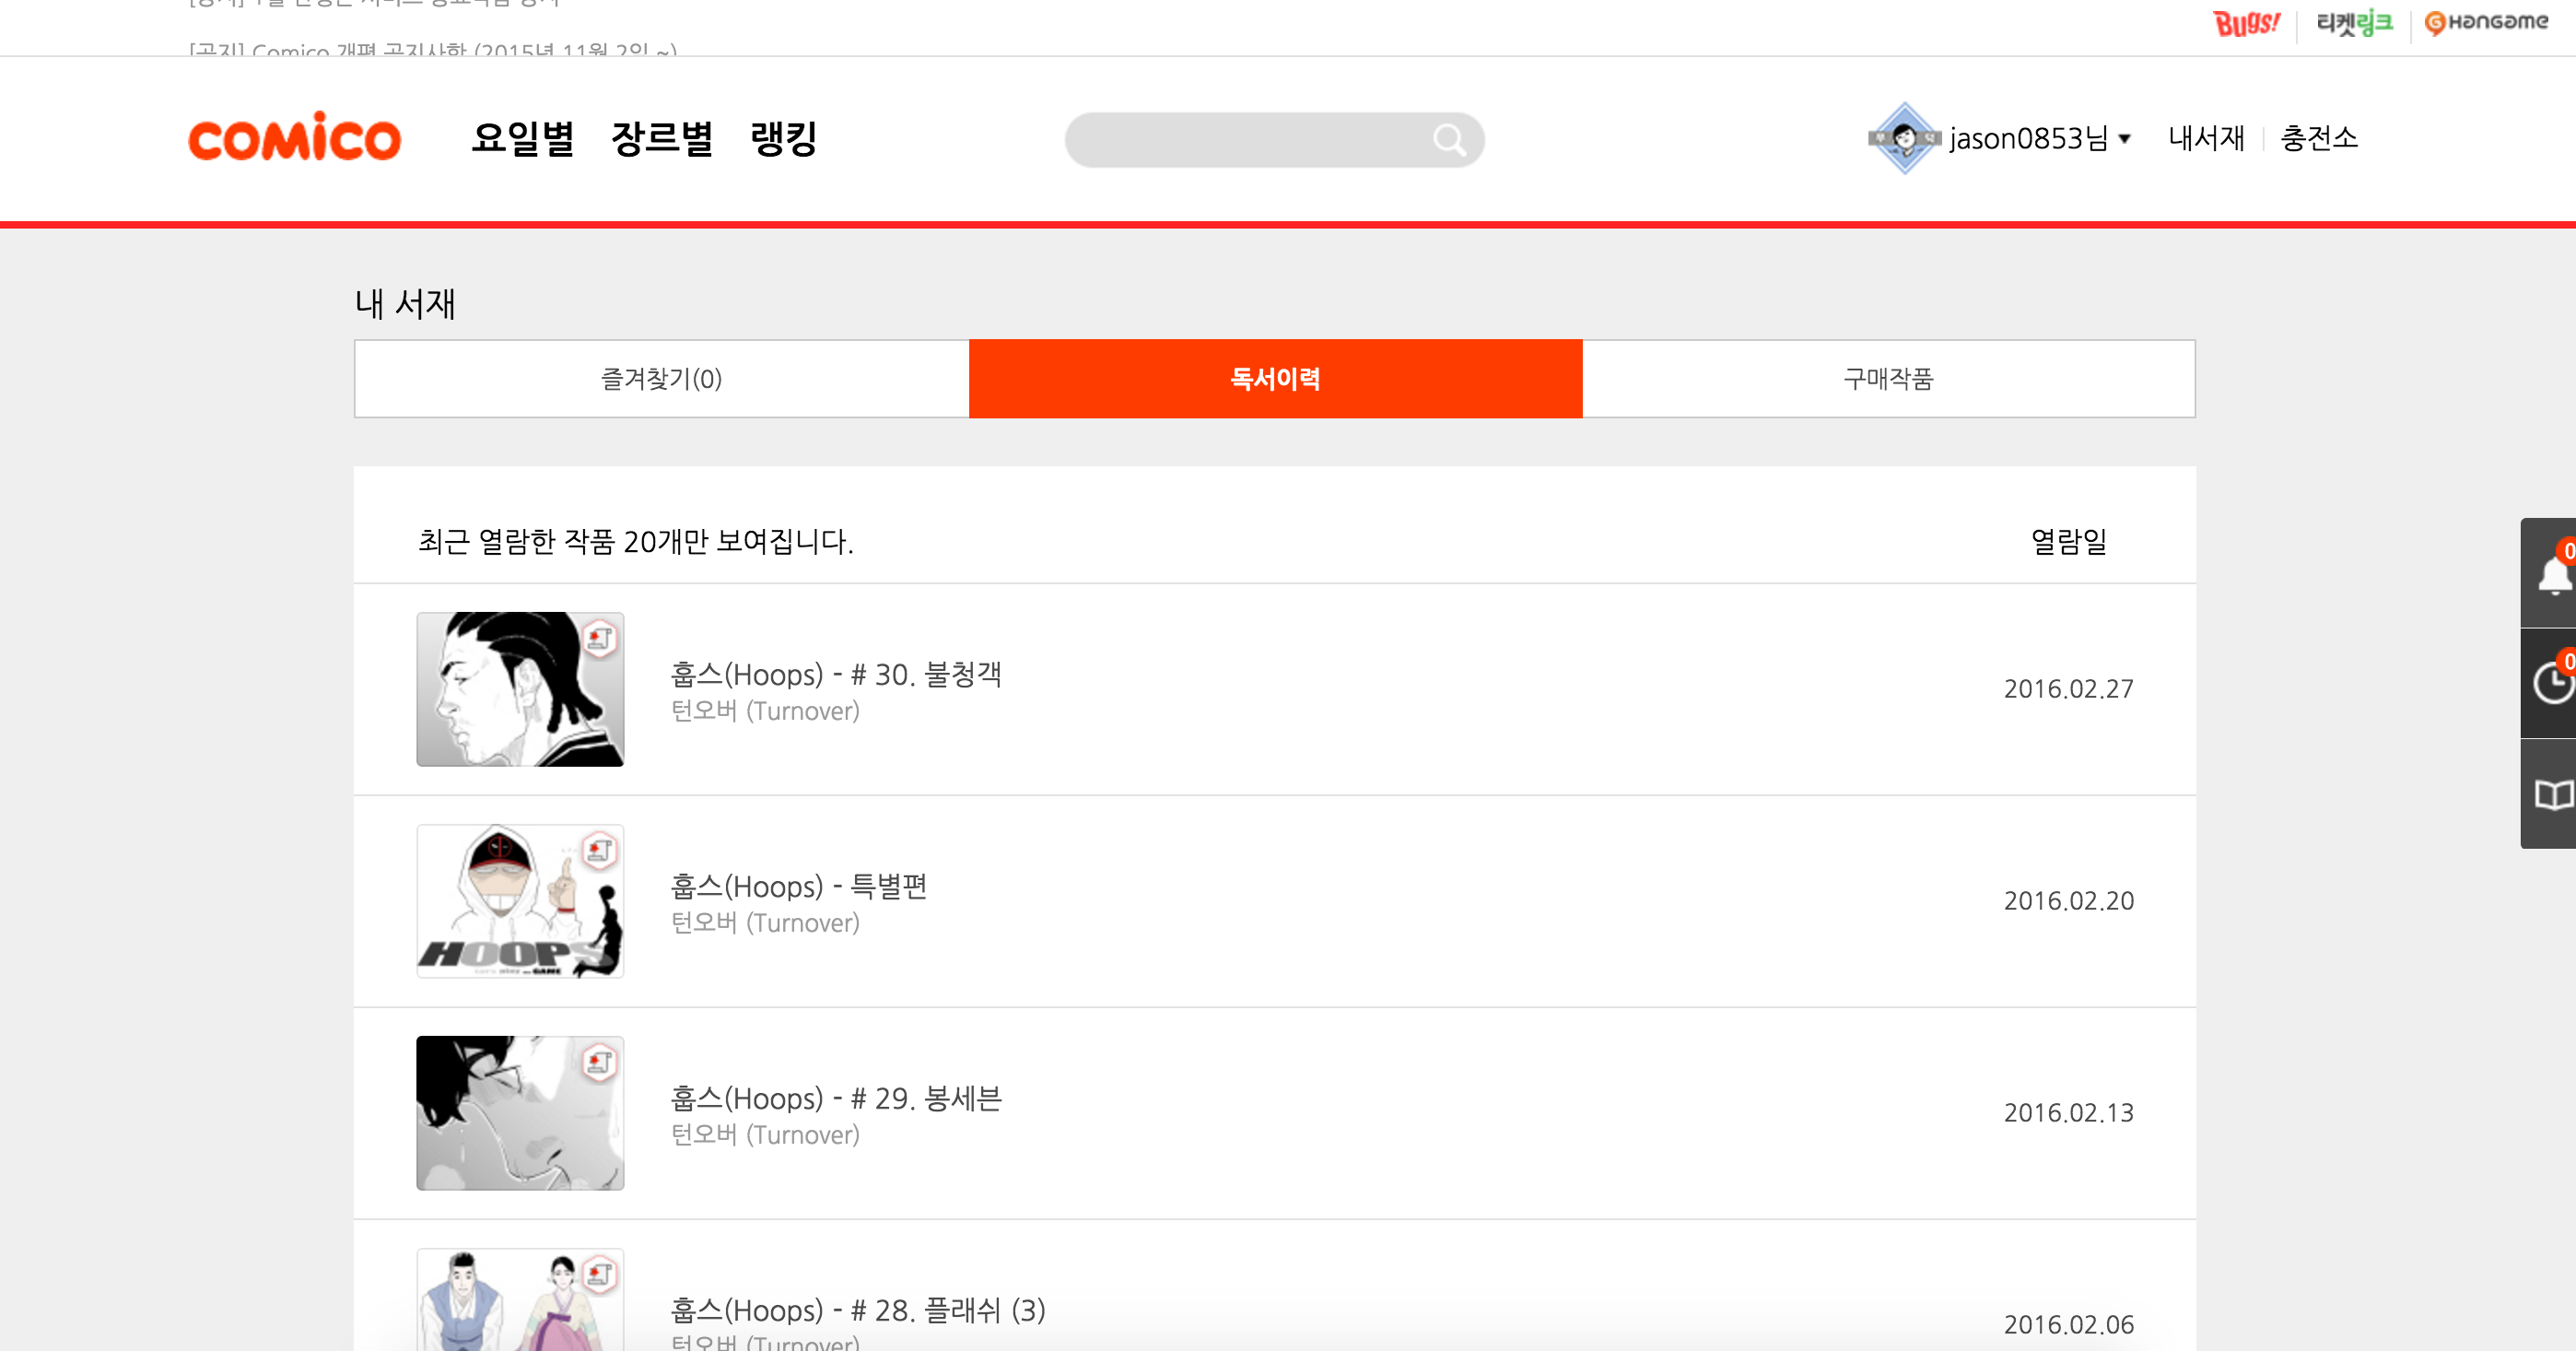 [공지] Comico 개편 공지사항 (2015년 11월 2일 ~)
Bugs! 티켓링크 HANGAME
comico 요일별 장르별 랭킹
jason0853님 내서재 충전소
내 서재
즐겨찾기(0) 독서이력 구매작품
최근 열람한 작품 20개만 보여집니다. 열람일
훕스(Hoops) - # 30. 불청객
턴오버 (Turnover)
2016.02.27
HOOPS
훕스(Hoops) - 특별편
턴오버 (Turnover)
2016.02.20
훕스(Hoops) - # 29. 봉세븐
턴오버 (Turnover)
2016.02.13
훕스(Hoops) - # 28. 플래쉬 (3)
턴오버 (Turnover)
2016.02.06
0
0